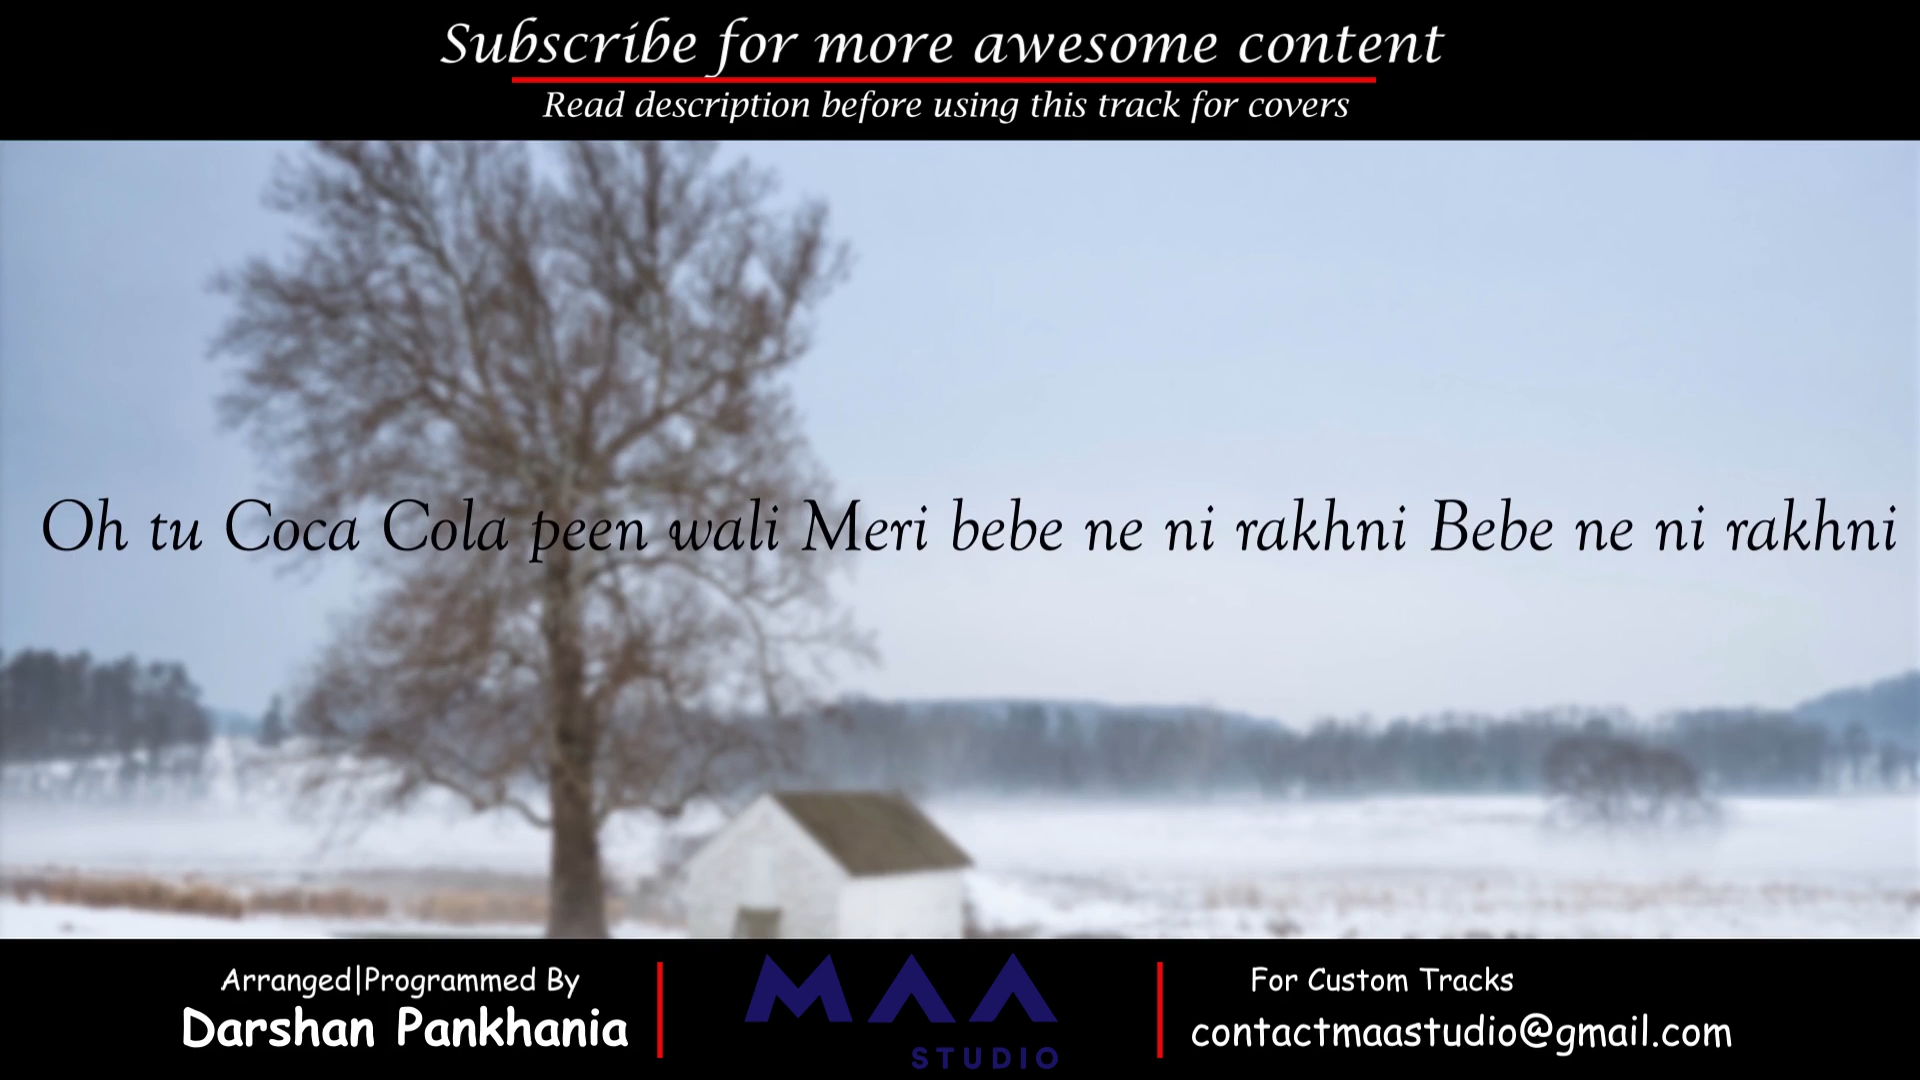 Subscribe for more awesome content
Read description before using this track for covers
Oh tu Coca Cola peen wali Meri bebe ne ni rakhni Bebe ne ni rakhni
Arranged|Programmed By
Darshan Pankhania
MAA
STUDIO
For Custom Tracks
contactmaastudio@gmail.com